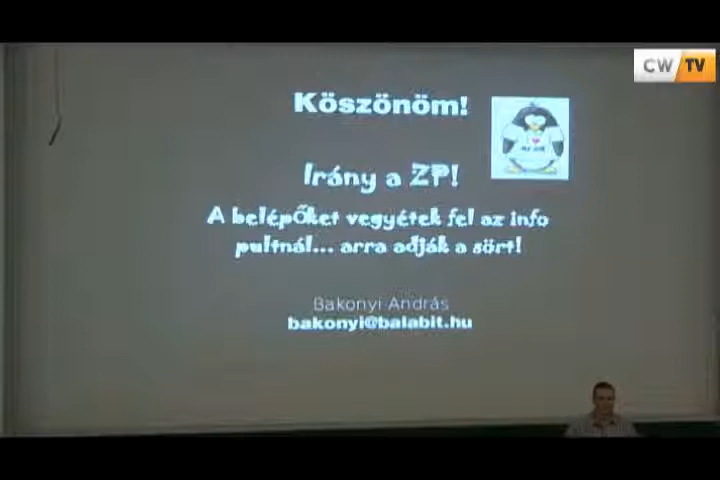 CW TV
Köszönöm!
Irány a ZP!
A belépőket vegyétek fel az info
pultnál... arra adják a sört!
Bakonyi András
bakonyi@balabit.hu